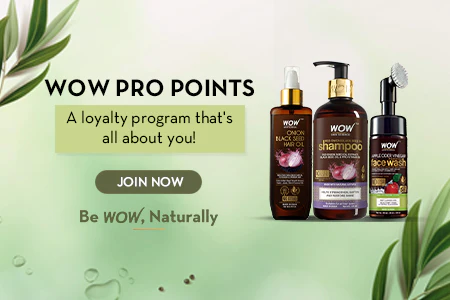 WOW PRO POINTS
A loyalty program that's
all about you!
JOIN NOW
Be WOW, Naturally
WOW
ONION
BLACK SEED
HAIR OIL
WOW
shampoo
WOW
APPLE CIDER VINEGAR
face wash